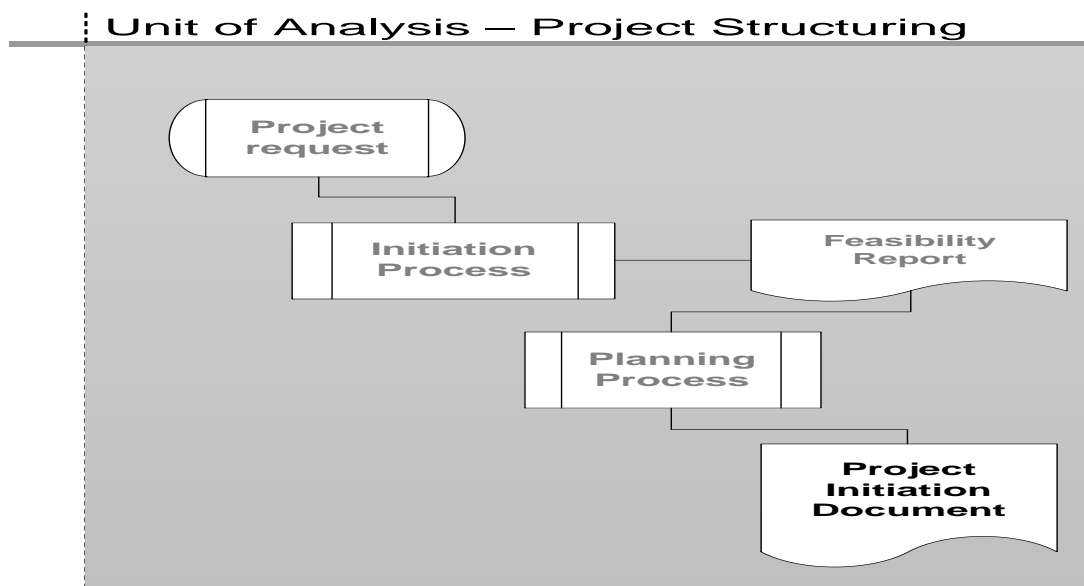 Unit of Analysis – Project Structuring
Project
request
Initiation
Process
Feasibility
Report
Planning
Process
Project
Initiation
Document